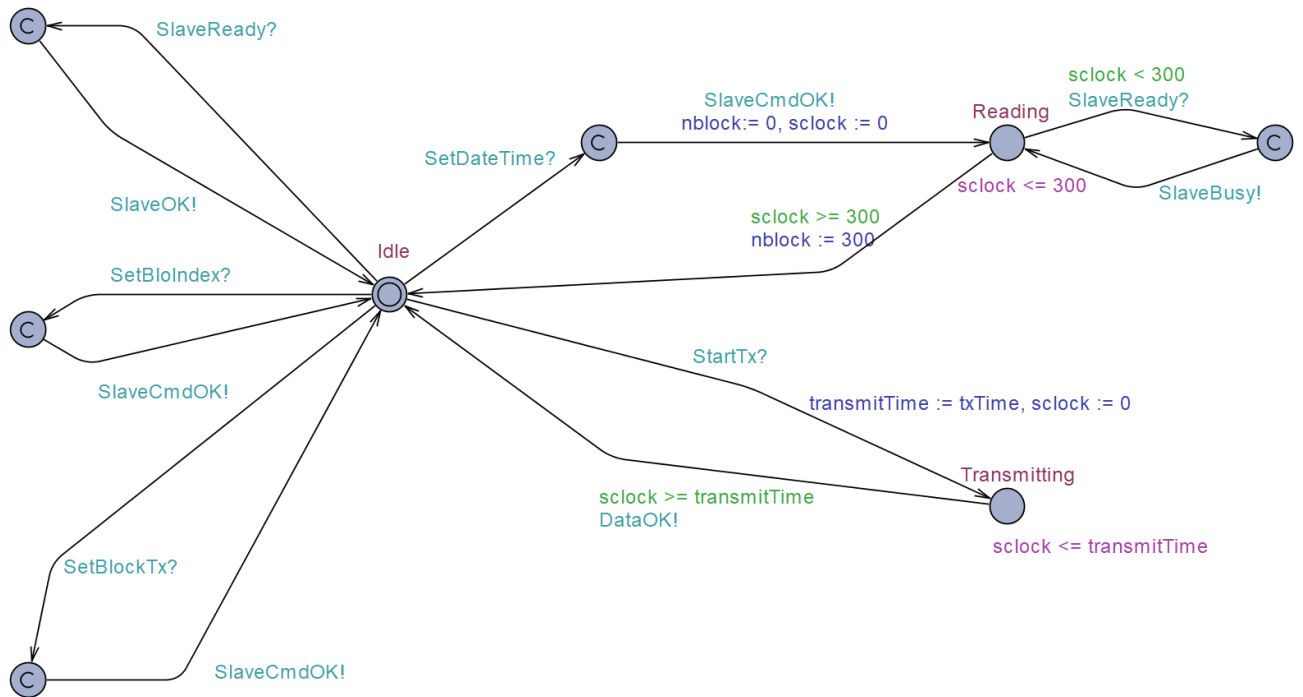 C
SlaveReady?
sclock < 300
SlaveReady?
SlaveCmdOK!
nblock:= 0, sclock := 0
Reading
C
C
SetDateTime?
sclock <= 300
SlaveBusy!
SlaveOK!
sclock >= 300
nblock := 300
Idle
SetBloIndex?
C
SlaveCmdOK!
StartTx?
transmitTime := txTime, sclock := 0
Transmitting
sclock >= transmitTime
DataOK!
sclock <= transmitTime
SetBlockTx?
C
SlaveCmdOK!